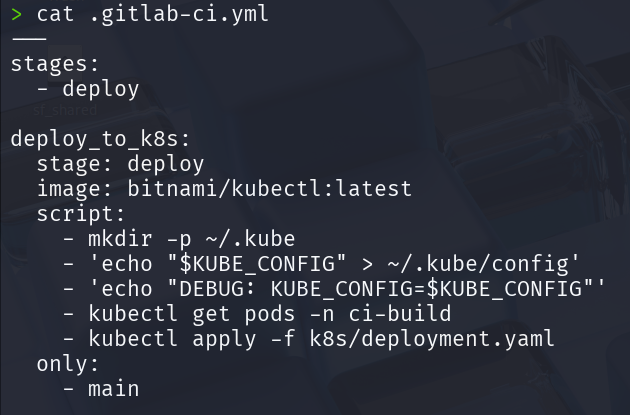 > cat .gitlab-ci.yml
---
stages:
  - deploy
sf_shared
deploy_to_k8s:
  stage: deploy
  image: bitnami/kubectl:latest
  script:
    - mkdir -p ~/.kube
    - 'echo "$KUBE_CONFIG" > ~/.kube/config'
    - 'echo "DEBUG: KUBE_CONFIG=$KUBE_CONFIG"'
    - kubectl get pods -n ci-build
    - kubectl apply -f k8s/deployment.yaml
  only:
    - main